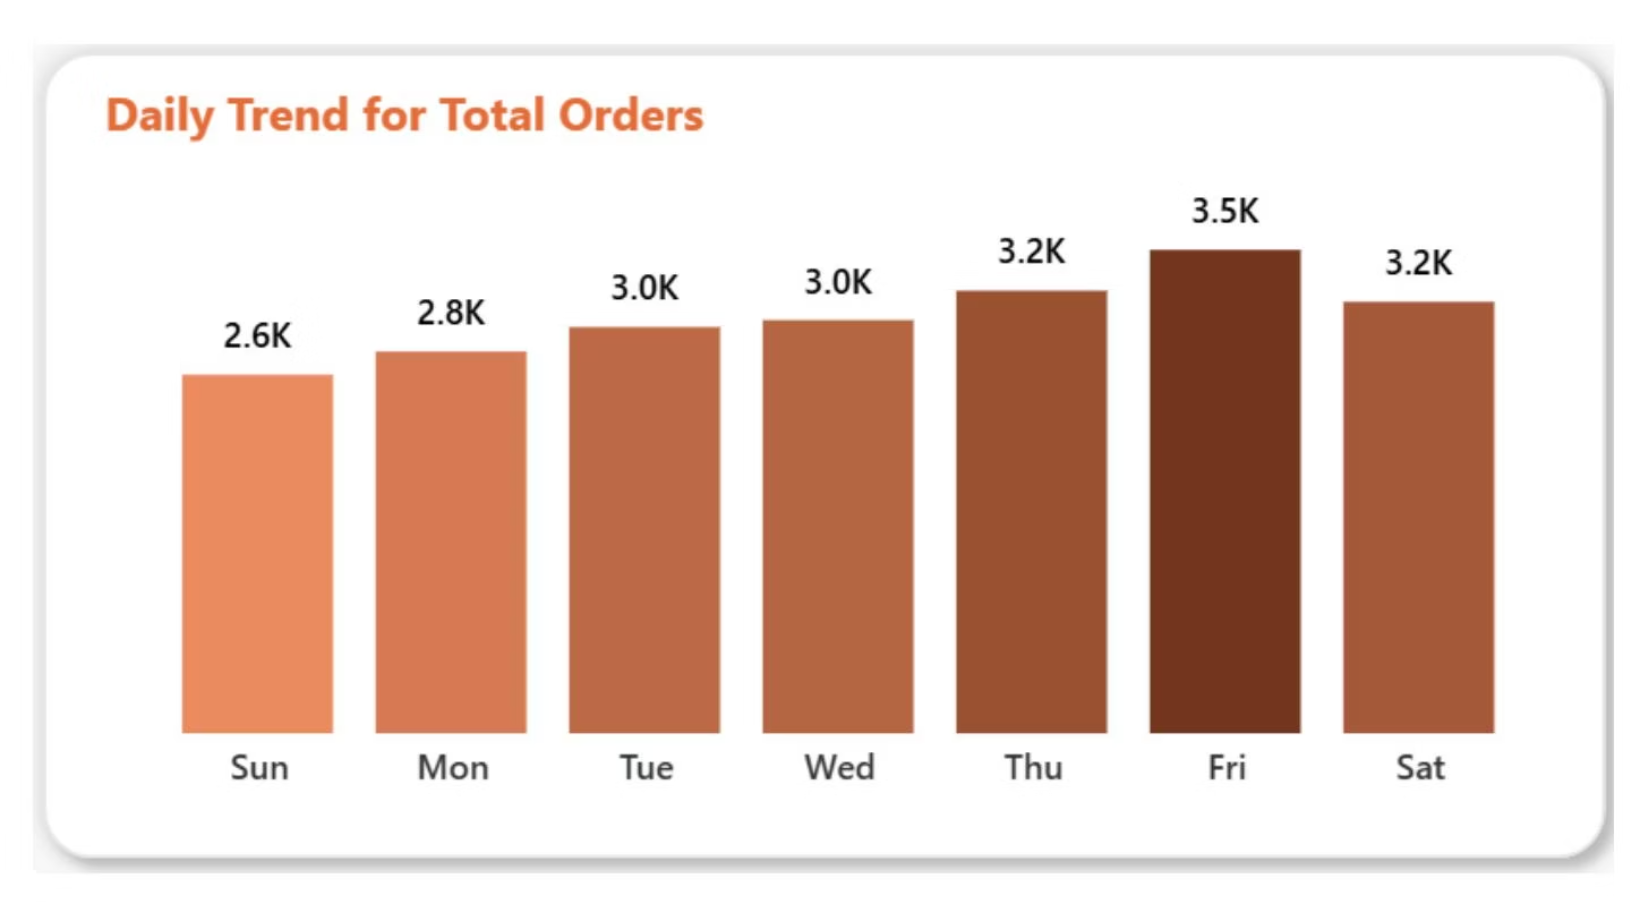 Daily Trend for Total Orders
2.6K 2.8K 3.0K 3.0K 3.2K 3.5K 3.2K
Sun Mon Tue Wed Thu Fri Sat